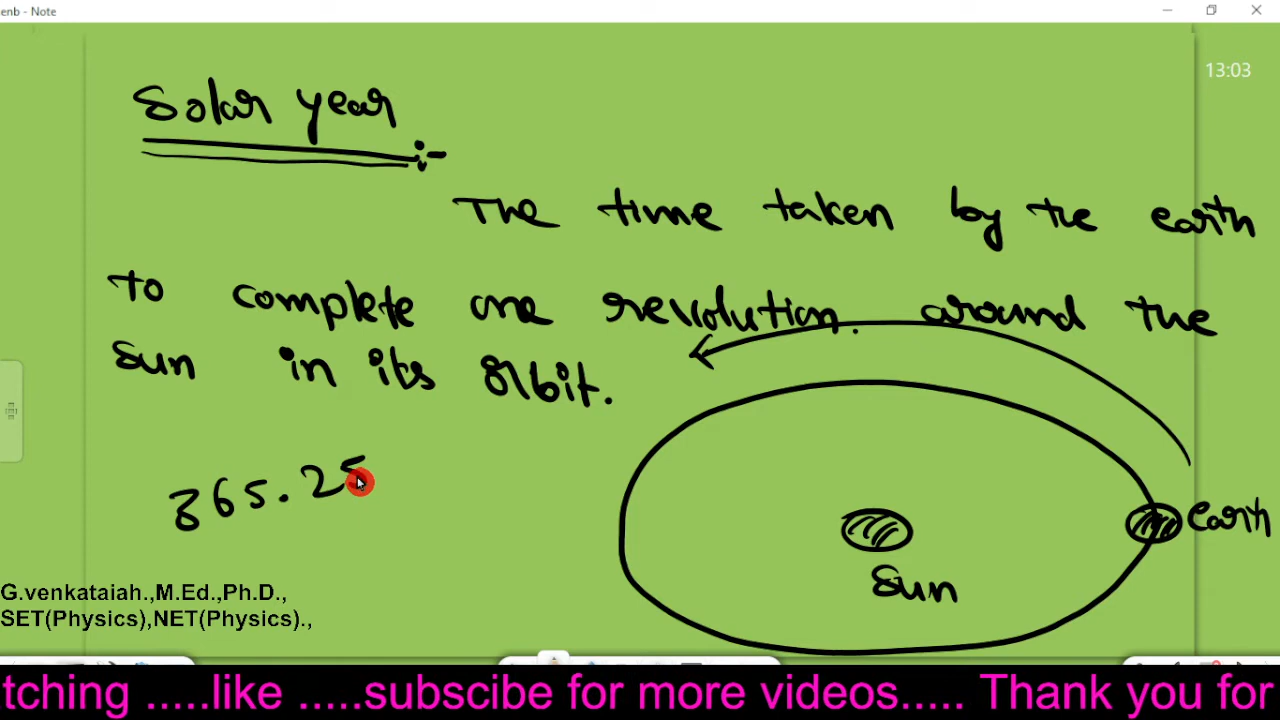 enb - Note
13:03
Solar year :-
The time taken by the earth
to complete one revolution. around the
sun in its orbit.
365.25
earth
Sun
G.venkataiah.,M.Ed.,Ph.D.,
SET(Physics),NET(Physics).,
tching .....like .....subscibe for more videos..... Thank you for